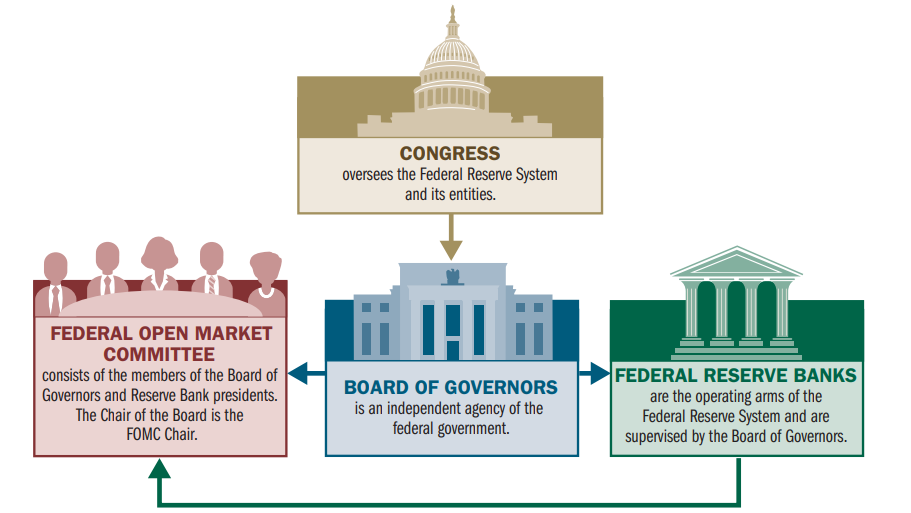 CONGRESS
oversees the Federal Reserve System
and its entities.
FEDERAL OPEN MARKET
COMMITTEE
consists of the members of the Board of
Governors and Reserve Bank presidents.
The Chair of the Board is the
FOMC Chair.
BOARD OF GOVERNORS
is an independent agency of the
federal government.
FEDERAL RESERVE BANKS
are the operating arms of the
Federal Reserve System and are
supervised by the Board of Governors.